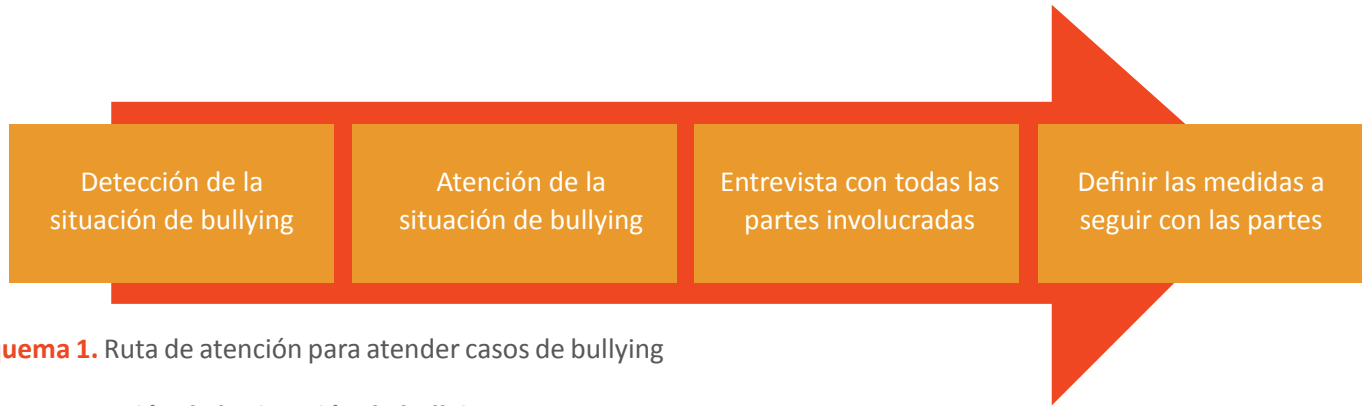 Detección de la
situación de bullying
Atención de la
situación de bullying
Entrevista con todas las
partes involucradas
Definir las medidas a
seguir con las partes
quema 1. Ruta de atención para atender casos de bullying